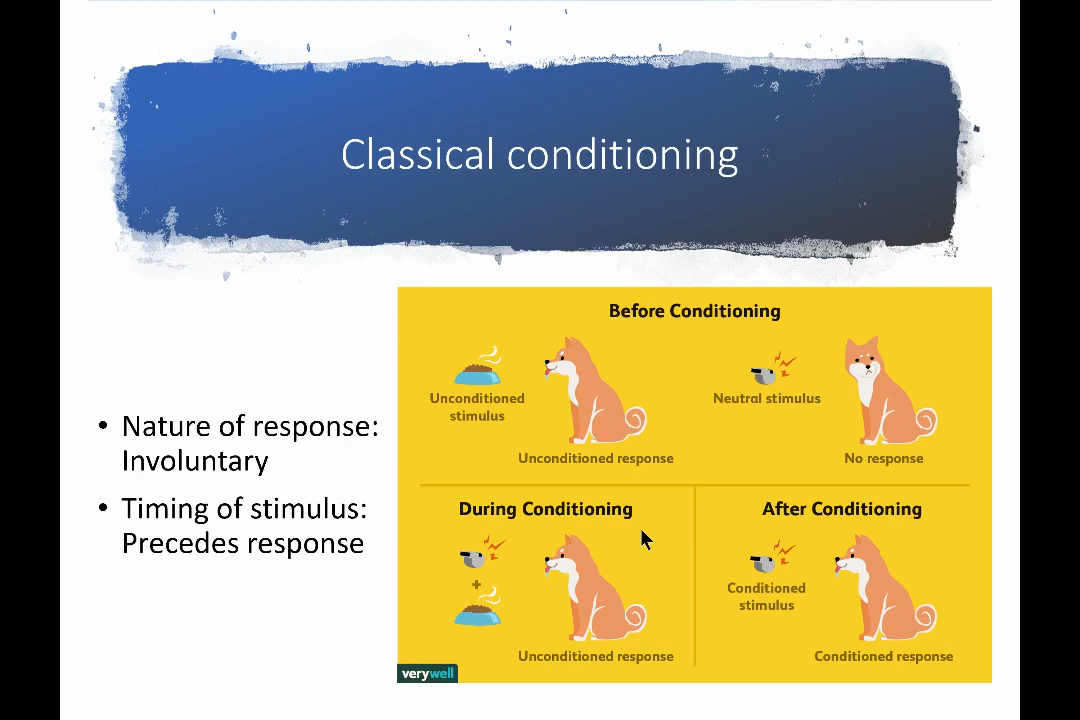 Classical conditioning
• Nature of response:
Involuntary
• Timing of stimulus:
Precedes response
Before Conditioning
Unconditioned
stimulus
Unconditioned response
Neutral stimulus
No response
During Conditioning
+
Unconditioned response
After Conditioning
Conditioned
stimulus
Conditioned response
verywell